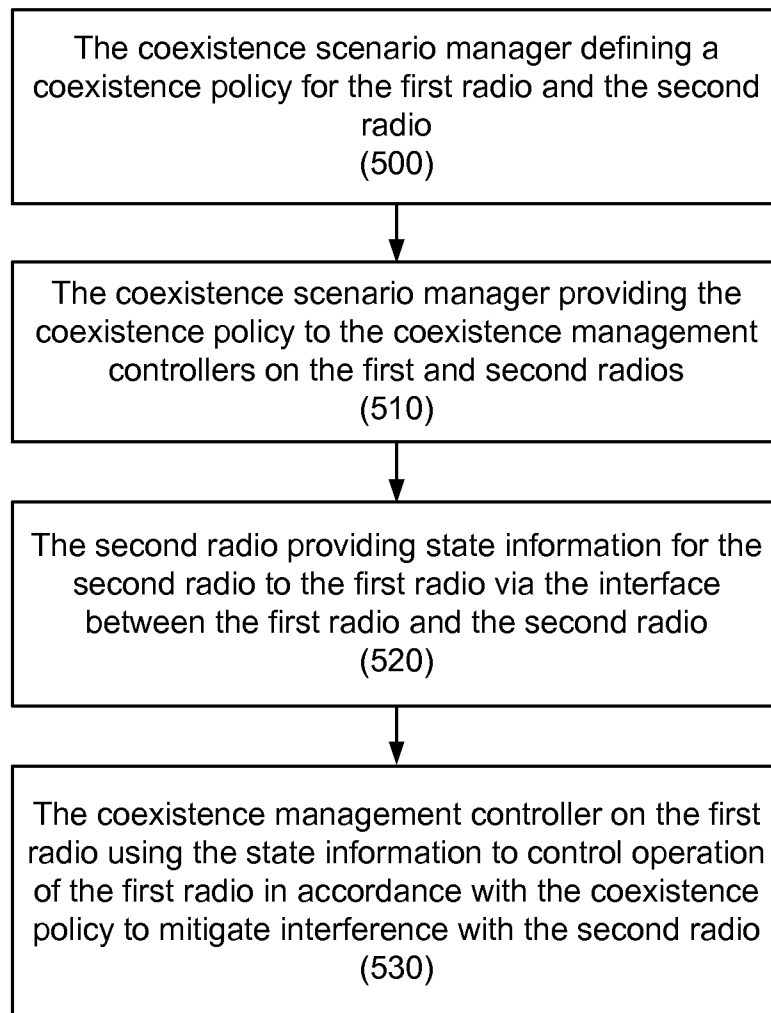 The coexistence scenario manager defining a
coexistence policy for the first radio and the second
radio
(500)
The coexistence scenario manager providing the
coexistence policy to the coexistence management
controllers on the first and second radios
(510)
The second radio providing state information for the
second radio to the first radio via the interface
between the first radio and the second radio
(520)
The coexistence management controller on the first
radio using the state information to control operation
of the first radio in accordance with the coexistence
policy to mitigate interference with the second radio
(530)